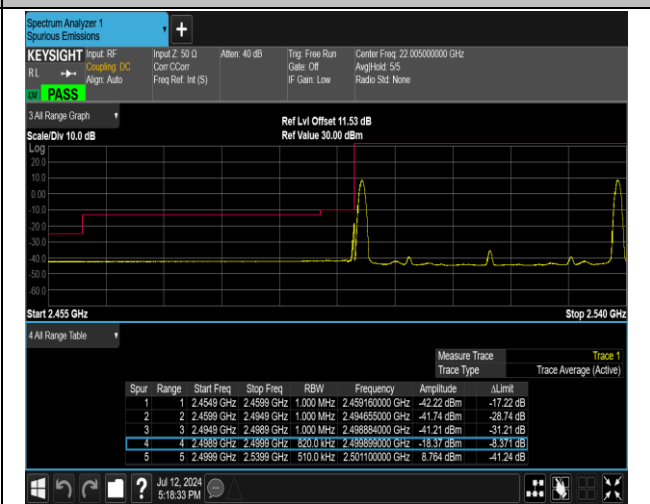 Spectrum Analyzer 1
Spurious Emissions
+
KEYSIGHT Input: RF Input Z: 50 Ω Atten: 40 dB Trig: Free Run Center Freq: 22.005000000 GHz
Coupling: DC Corr CCorr Gate: Off Avg|Hold: 5/5
RL Align: Auto Freq Ref: Int (S) IF Gain: Low Radio Std: None
PASS
3 All Range Graph
Ref Lvl Offset 11.53 dB
Scale/Div 10.0 dB Ref Value 30.00 dBm
Log
20.0
10.0
0.00
-10.0
-20.0
-30.0
-40.0
-50.0
-60.0
Start 2.455 GHz Stop 2.540 GHz
4 All Range Table
Measure Trace Trace 1
Trace Type Trace Average (Active)
Spur Range Start Freq Stop Freq RBW Frequency Amplitude ΔLimit
1 1 2.4549 GHz 2.4599 GHz 1.000 MHz 2.459160000 GHz -42.22 dBm -17.22 dB
2 2 2.4599 GHz 2.4949 GHz 1.000 MHz 2.494655000 GHz -41.74 dBm -28.74 dB
3 3 2.4949 GHz 2.4989 GHz 1.000 MHz 2.498884000 GHz -41.21 dBm -31.21 dB
4 4 2.4989 GHz 2.4999 GHz 820.0 kHz 2.499899000 GHz -18.37 dBm -8.371 dB
5 5 2.4999 GHz 2.5399 GHz 510.0 kHz 2.501100000 GHz 8.764 dBm -41.24 dB
?
Jul 12, 2024
5:18:33 PM